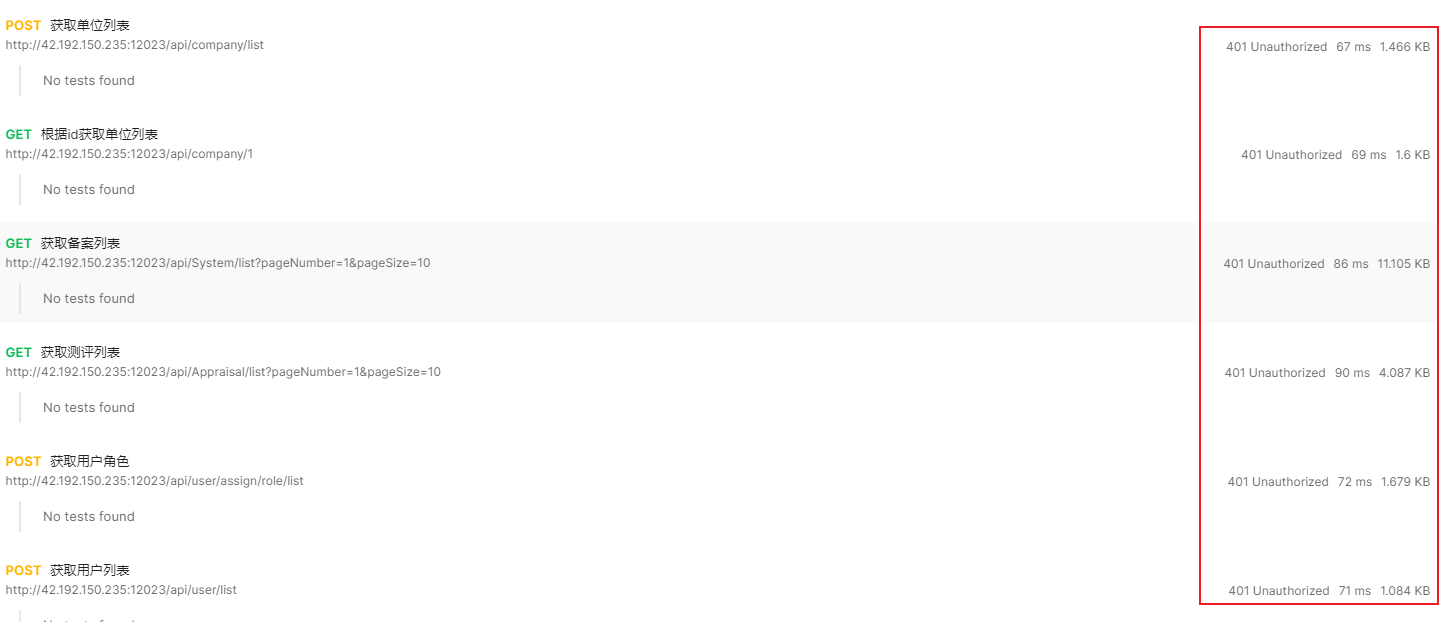 POST 获取单位列表
http://42.192.150.235:12023/api/company/list
401 Unauthorized 67 ms 1.466 KB
No tests found
GET 根据id获取单位列表
http://42.192.150.235:12023/api/company/1
401 Unauthorized 69 ms 1.6 KB
No tests found
GET 获取备案列表
http://42.192.150.235:12023/api/System/list?pageNumber=1&pageSize=10
401 Unauthorized 86 ms 11.105 KB
No tests found
GET 获取测评列表
http://42.192.150.235:12023/api/Appraisal/list?pageNumber=1&pageSize=10
401 Unauthorized 90 ms 4.087 KB
No tests found
POST 获取用户角色
http://42.192.150.235:12023/api/user/assign/role/list
401 Unauthorized 72 ms 1.679 KB
No tests found
POST 获取用户列表
http://42.192.150.235:12023/api/user/list
401 Unauthorized 71 ms 1.084 KB